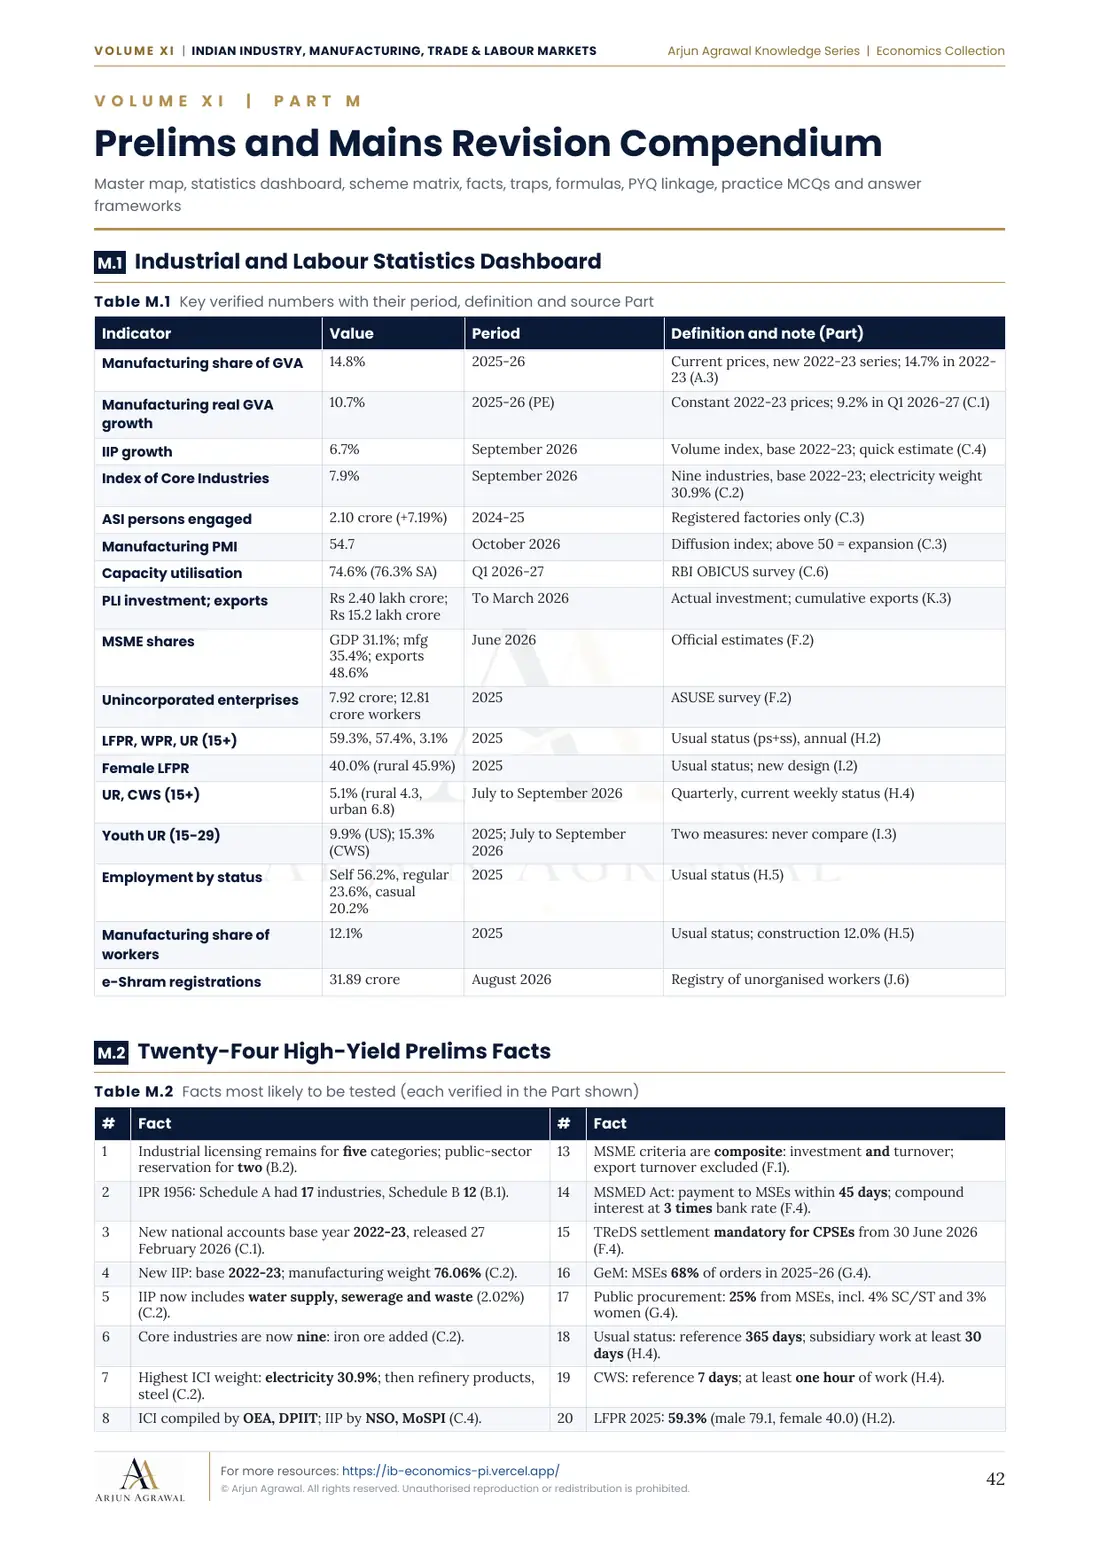 VOLUME XI | INDIAN INDUSTRY, MANUFACTURING, TRADE & LABOUR MARKETS
Arjun Agrawal Knowledge Series | Economics Collection
VOLUME XI | PART M
Prelims and Mains Revision Compendium
Master map, statistics dashboard, scheme matrix, facts, traps, formulas, PYQ linkage, practice MCQs and answer
frameworks
M.1 Industrial and Labour Statistics Dashboard
Table M.1 Key verified numbers with their period, definition and source Part
Indicator Value Period Definition and note (Part)
Manufacturing share of GVA 14.8% 2025-26 Current prices, new 2022-23 series; 14.7% in 2022-
23 (A.3)
Manufacturing real GVA 10.7% 2025-26 (PE) Constant 2022-23 prices; 9.2% in Q1 2026-27 (C.1)
growth
IIP growth 6.7% September 2026 Volume index, base 2022-23; quick estimate (C.4)
Index of Core Industries 7.9% September 2026 Nine industries, base 2022-23; electricity weight
30.9% (C.2)
ASI persons engaged 2.10 crore (+7.19%) 2024-25 Registered factories only (C.3)
Manufacturing PMI 54.7 October 2026 Diffusion index; above 50 = expansion (C.3)
Capacity utilisation 74.6% (76.3% SA) Q1 2026-27 RBI OBICUS survey (C.6)
PLI investment; exports Rs 2.40 lakh crore; To March 2026 Actual investment; cumulative exports (K.3)
Rs 15.2 lakh crore
MSME shares GDP 31.1%; mfg June 2026 Official estimates (F.2)
35.4%; exports
48.6%
Unincorporated enterprises 7.92 crore; 12.81 2025 ASUSE survey (F.2)
crore workers
LFPR, WPR, UR (15+) 59.3%, 57.4%, 3.1% 2025 Usual status (ps+ss), annual (H.2)
Female LFPR 40.0% (rural 45.9%) 2025 Usual status; new design (I.2)
UR, CWS (15+) 5.1% (rural 4.3, July to September 2026 Quarterly, current weekly status (H.4)
urban 6.8)
Youth UR (15-29) 9.9% (US); 15.3% 2025; July to September Two measures: never compare (I.3)
(CWS) 2026
Employment by status Self 56.2%, regular 2025 Usual status (H.5)
23.6%, casual
20.2%
Manufacturing share of 12.1% 2025 Usual status; construction 12.0% (H.5)
workers
e-Shram registrations 31.89 crore August 2026 Registry of unorganised workers (J.6)
ARJUN AGRAWAL
M.2 Twenty-Four High-Yield Prelims Facts
Table M.2 Facts most likely to be tested (each verified in the Part shown)
# Fact # Fact
1 Industrial licensing remains for five categories; public-sector 13 MSME criteria are composite: investment and turnover;
reservation for two (B.2). export turnover excluded (F.1).
2 IPR 1956: Schedule A had 17 industries, Schedule B 12 (B.1). 14 MSMED Act: payment to MSEs within 45 days; compound
interest at 3 times bank rate (F.4).
3 New national accounts base year 2022-23, released 27 15 TReDS settlement mandatory for CPSEs from 30 June 2026
February 2026 (C.1). (F.4).
4 New IIP: base 2022-23; manufacturing weight 76.06% (C.2). 16 GeM: MSEs 68% of orders in 2025-26 (G.4).
5 IIP now includes water supply, sewerage and waste (2.02%) 17 Public procurement: 25% from MSEs, incl. 4% SC/ST and 3%
(C.2). women (G.4).
6 Core industries are now nine: iron ore added (C.2). 18 Usual status: reference 365 days; subsidiary work at least 30
days (H.4).
7 Highest ICI weight: electricity 30.9%; then refinery products, 19 CWS: reference 7 days; at least one hour of work (H.4).
steel (C.2).
8 ICI compiled by OEA, DPIIT; IIP by NSO, MoSPI (C.4). 20 LFPR 2025: 59.3% (male 79.1, female 40.0) (H.2).
ARJUN AGRAWAL
For more resources: https://ib-economics-pi.vercel.app/
© Arjun Agrawal. All rights reserved. Unauthorised reproduction or redistribution is prohibited.
42